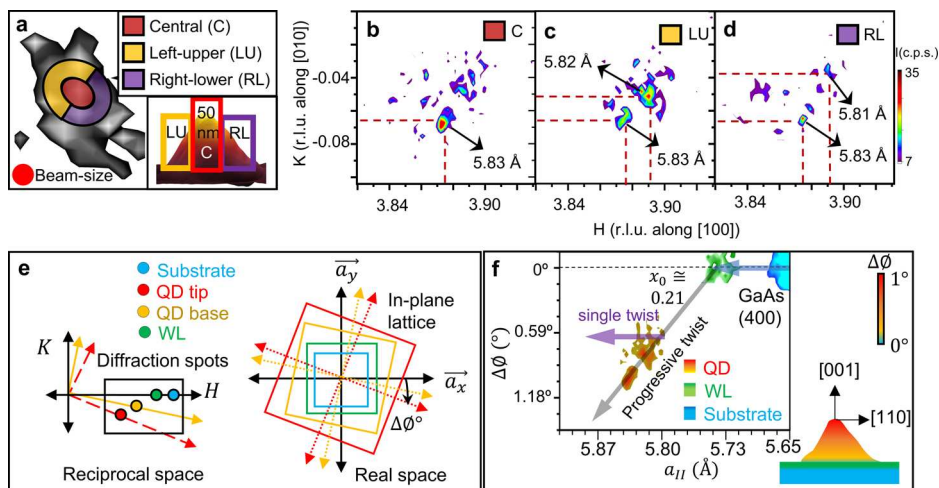 a
Central (C)
Left-upper (LU)
Right-lower (RL)
50
nm
LU
RL
C
Beam-size
b
C
c
LU
d
RL
I(c.p.s.)
35
7
K (r.l.u. along [010])
-0.04
-0.08
5.83 Å
5.82 Å
5.83 Å
5.81 Å
5.83 Å
3.84
3.90
3.84
3.90
3.84
3.90
H (r.l.u. along [100])
e
Substrate
QD tip
QD base
WL
K
Diffraction spots
H
Reciprocal space
a_y
In-plane
lattice
a_x
ΔØ°
Real space
f
0°
0.59°
1.18°
ΔØ (°)
x₀ ≅
0.21
GaAs
(400)
single twist
Progressive twist
QD
WL
Substrate
5.87
5.80
5.73
5.65
a_II (Å)
ΔØ
1°
0°
[001]
[110]